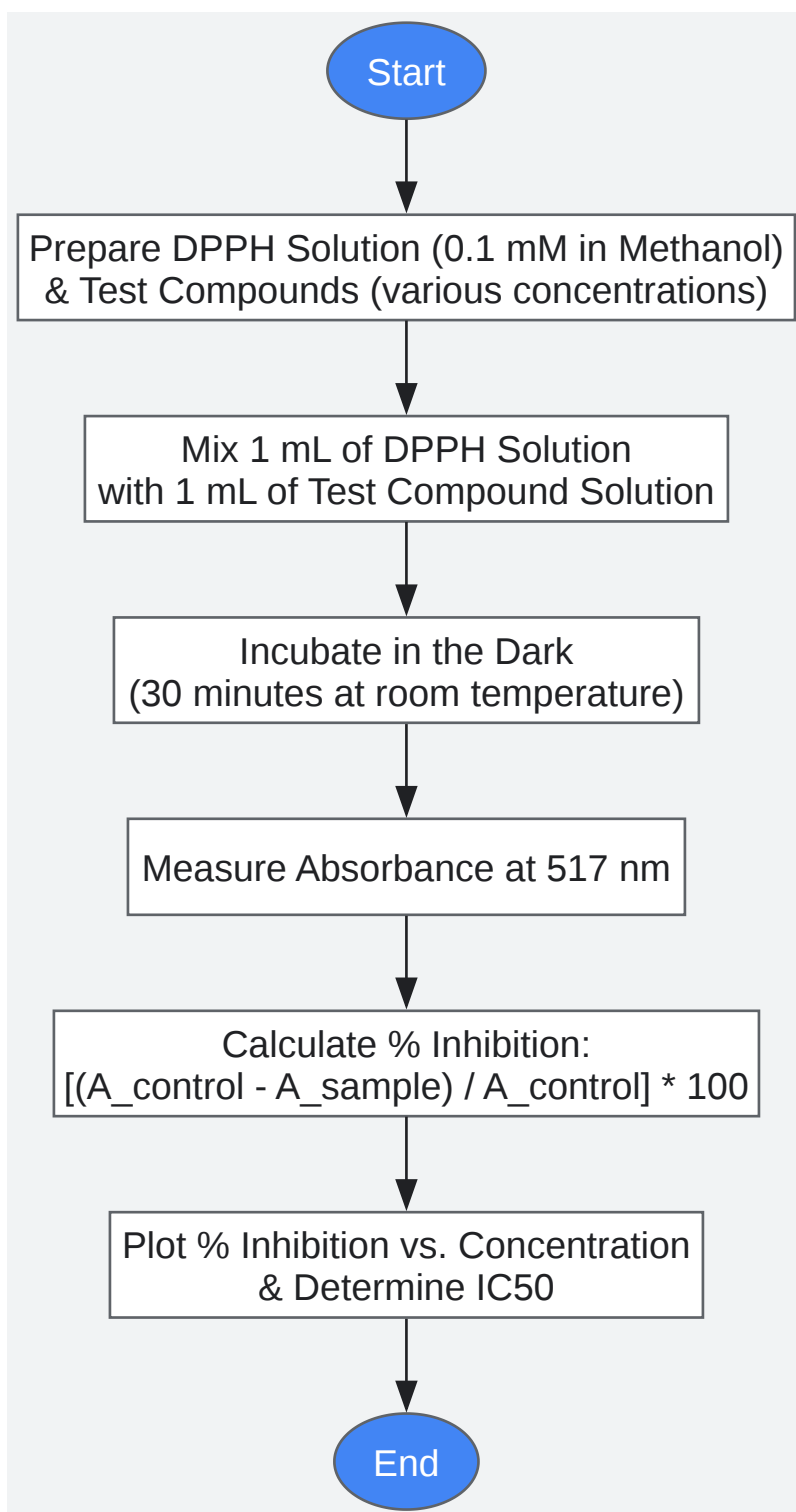 Start
Prepare DPPH Solution (0.1 mM in Methanol)
& Test Compounds (various concentrations)
Mix 1 mL of DPPH Solution
with 1 mL of Test Compound Solution
Incubate in the Dark
(30 minutes at room temperature)
Measure Absorbance at 517 nm
Calculate % Inhibition:
[(A_control - A_sample) / A_control] * 100
Plot % Inhibition vs. Concentration
& Determine IC50
End